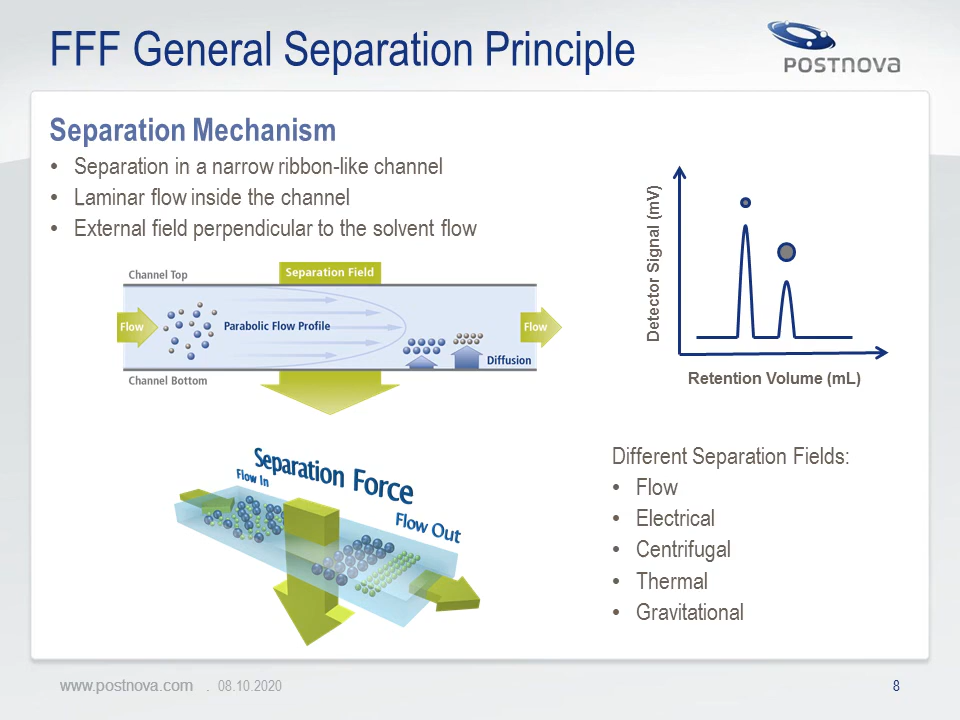 FFF General Separation Principle
POSTNOVA
Separation Mechanism
• Separation in a narrow ribbon-like channel
• Laminar flow inside the channel
• External field perpendicular to the solvent flow
Channel Top
Separation Field
Flow
Parabolic Flow Profile
Flow
Diffusion
Channel Bottom
Detector Signal (mV)
Retention Volume (mL)
Separation Force
Flow In
Flow Out
Different Separation Fields:
• Flow
• Electrical
• Centrifugal
• Thermal
• Gravitational
www.postnova.com . 08.10.2020
8